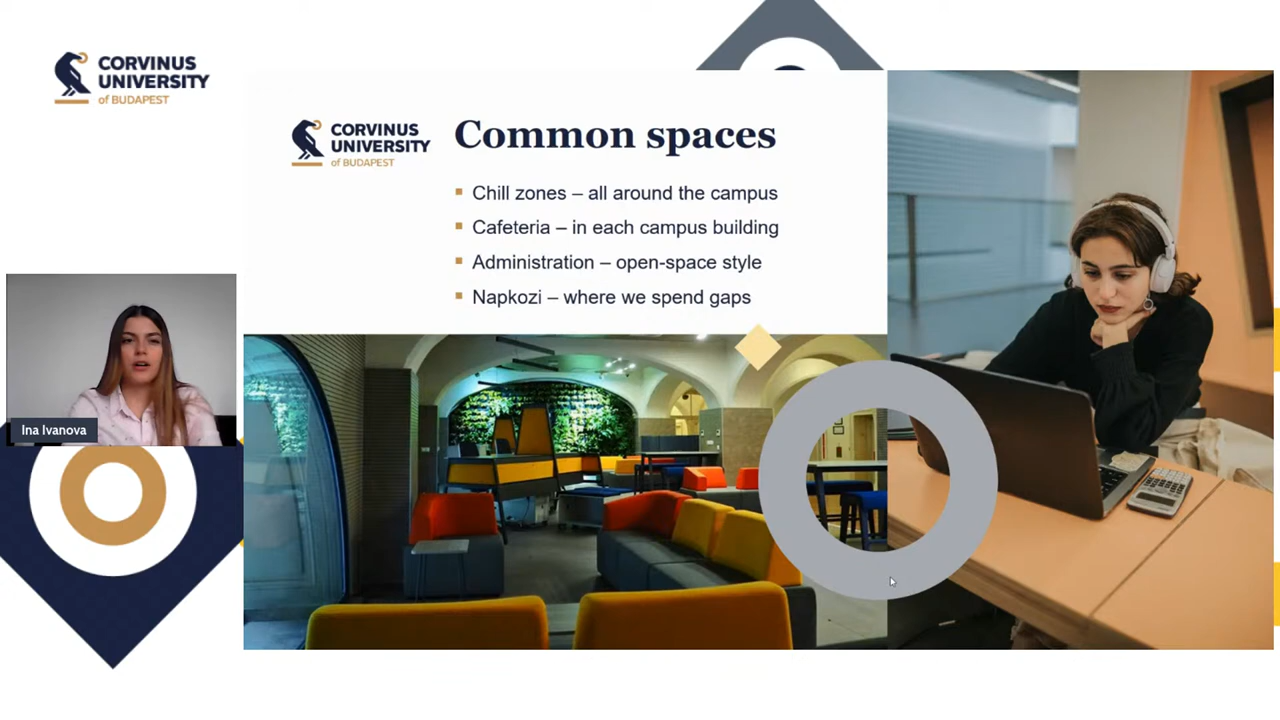 CORVINUS
UNIVERSITY
of BUDAPEST
CORVINUS
UNIVERSITY
of BUDAPEST
Common spaces
Chill zones – all around the campus
Cafeteria – in each campus building
Administration – open-space style
Napkozi – where we spend gaps
Ina Ivanova